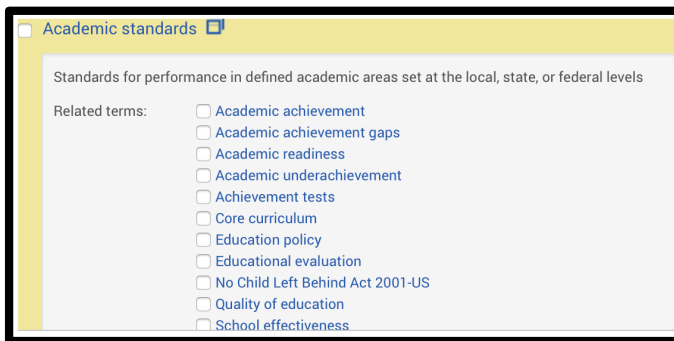 Academic standards
Standards for performance in defined academic areas set at the local, state, or federal levels
Related terms:
Academic achievement
Academic achievement gaps
Academic readiness
Academic underachievement
Achievement tests
Core curriculum
Education policy
Educational evaluation
No Child Left Behind Act 2001-US
Quality of education
School effectiveness